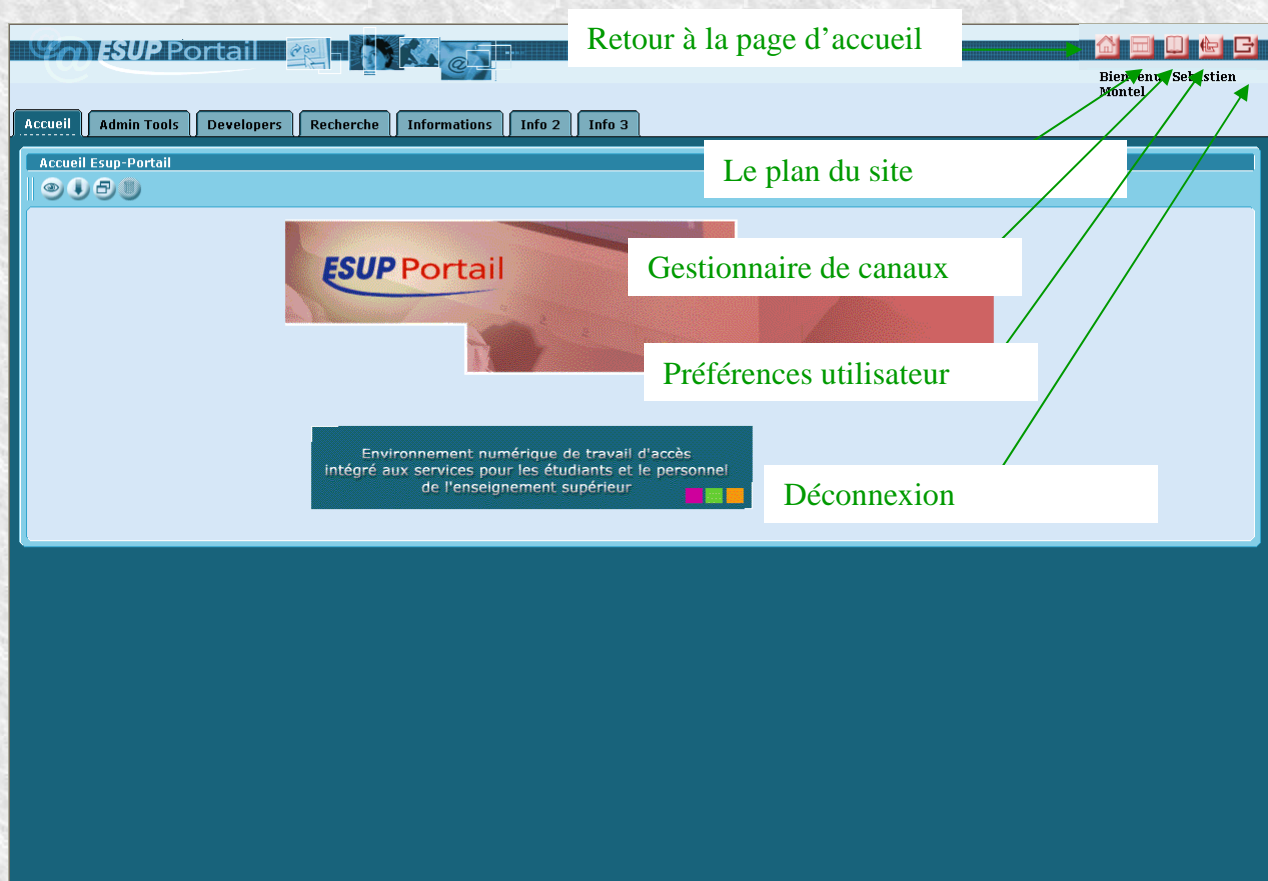 Retour à la page d'accueil
@ ESUP Portail
Go
@
Bienvenue Sebastien
Montel
Accueil
Admin Tools
Developers
Recherche
Informations
Info 2
Info 3
Accueil Esup-Portail
Le plan du site
ESUP Portail
Gestionnaire de canaux
Préférences utilisateur
Environnement numérique de travail d'accès
intégré aux services pour les étudiants et le personnel
de l'enseignement supérieur
Déconnexion